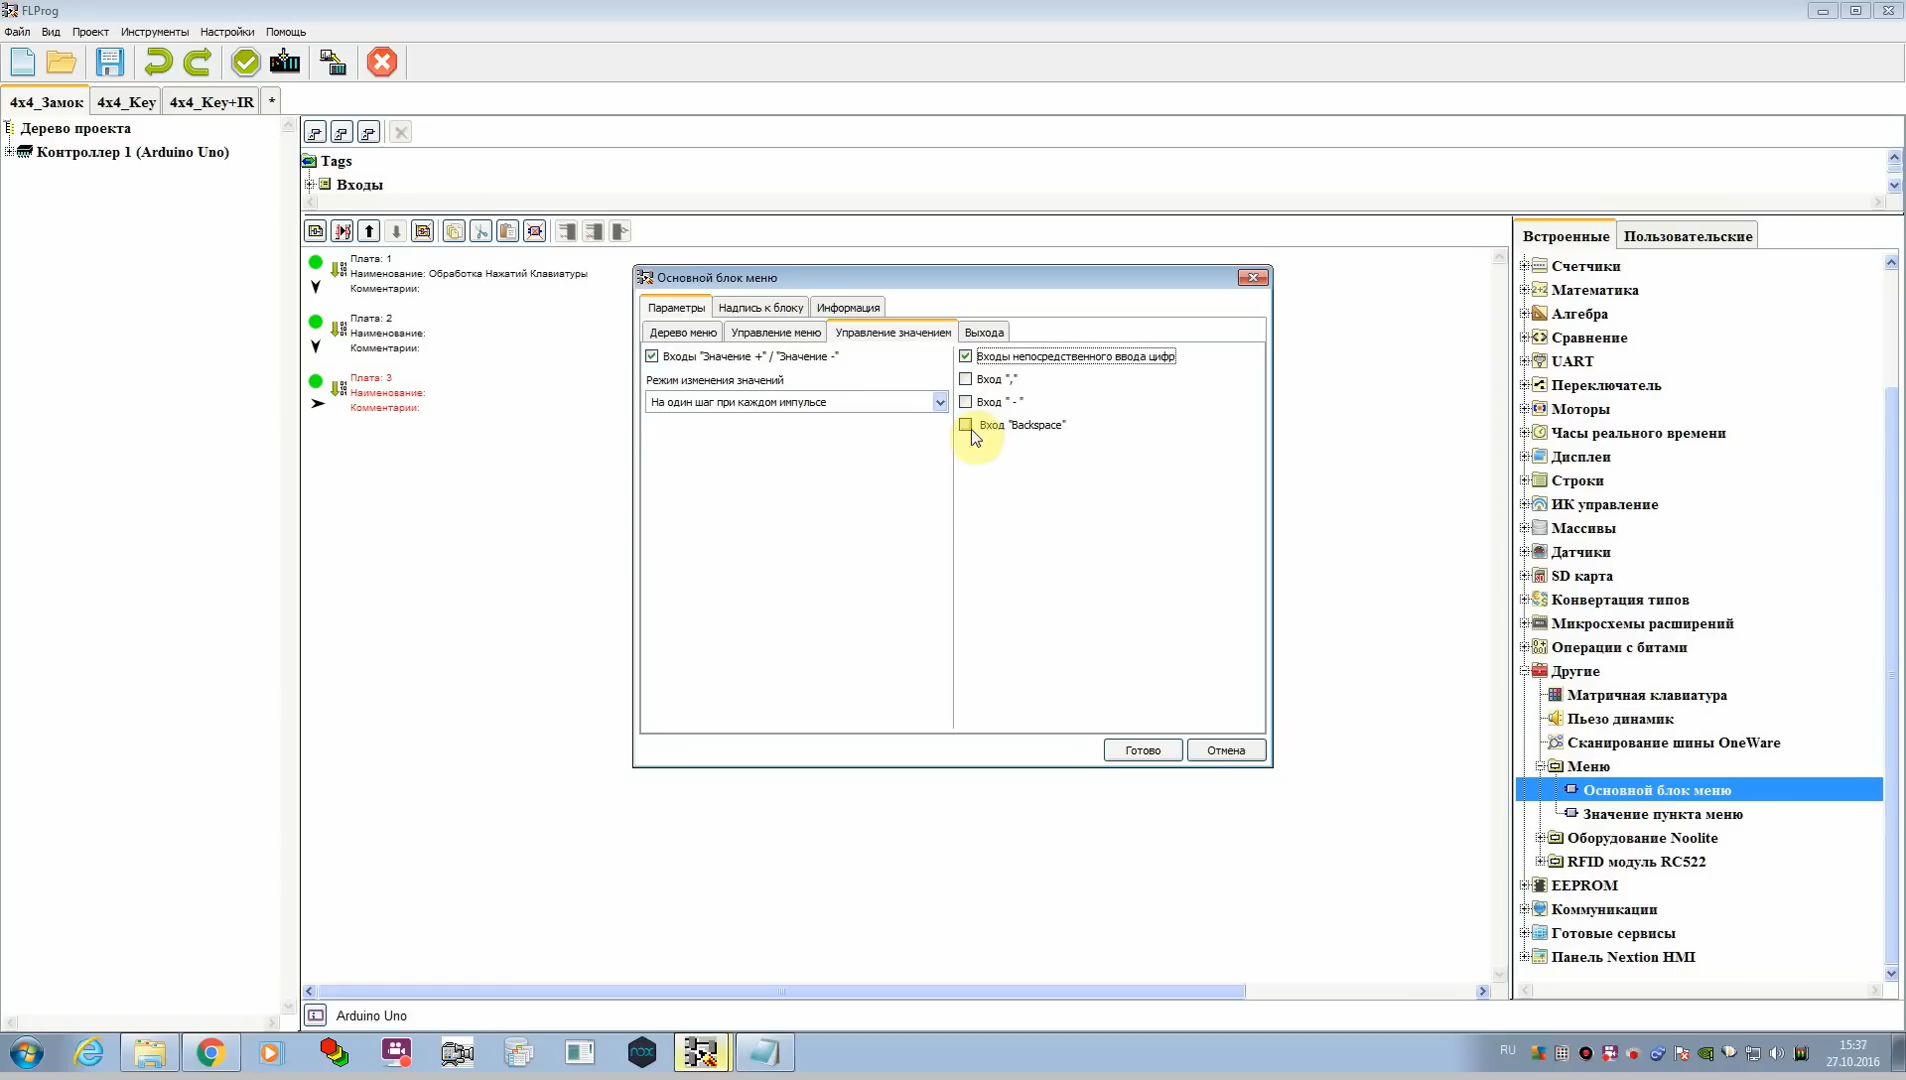 FLProg
Файл Вид Проект Инструменты Настройки Помощь
4x4_Замок 4x4_Key 4x4_Key+IR *
Дерево проекта
Контроллер 1 (Arduino Uno)
Tags
Входы
Плата: 1
Наименование: Обработка Нажатий Клавиатуры
Комментарии:
Плата: 2
Наименование:
Комментарии:
Плата: 3
Наименование:
Комментарии:
Основной блок меню
Параметры Надпись к блоку Информация
Дерево меню Управление меню Управление значением Выхода
Входы "Значение +" / "Значение -"
Режим изменения значений
На один шаг при каждом импульсе
Входы непосредственного ввода цифр
Вход ","
Вход " - "
Вход "Backspace"
Готово Отмена
Встроенные Пользовательские
Счетчики
Математика
Алгебра
Сравнение
UART
Переключатель
Моторы
Часы реального времени
Дисплеи
Строки
ИК управление
Массивы
Датчики
SD карта
Конвертация типов
Микросхемы расширений
Операции с битами
Другие
Матричная клавиатура
Пьезо динамик
Сканирование шины OneWare
Меню
Основной блок меню
Значение пункта меню
Оборудование Noolite
RFID модуль RC522
EEPROM
Коммуникации
Готовые сервисы
Панель Nextion HMI
Arduino Uno
nox
RU
15:37
27.10.2016